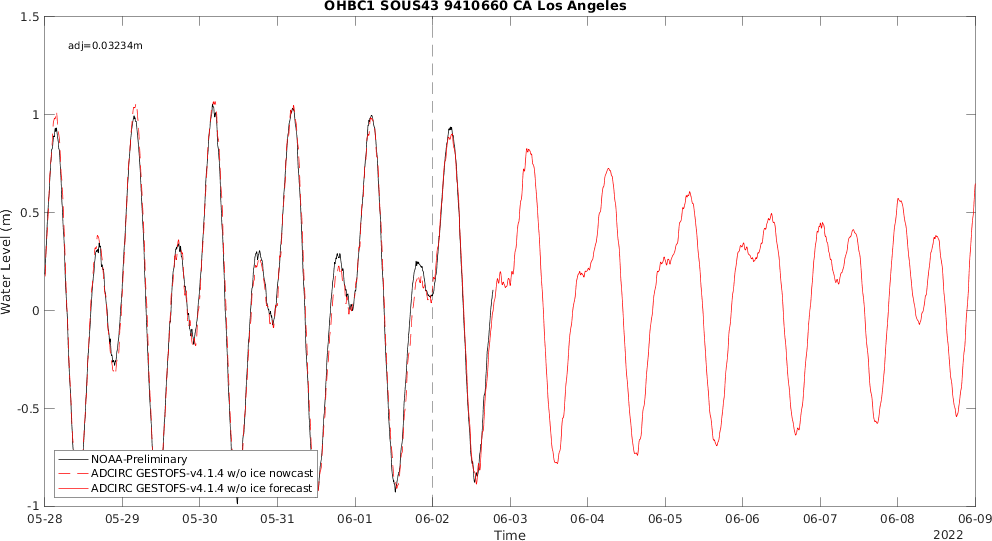 OHBC1 SOUS43 9410660 CA Los Angeles
adj=0.03234m
Water Level (m)
1.5
1
0.5
0
-0.5
-1
NOAA-Preliminary
ADCIRC GESTOFS-v4.1.4 w/o ice nowcast
ADCIRC GESTOFS-v4.1.4 w/o ice forecast
05-28 05-29 05-30 05-31 06-01 06-02 06-03 06-04 06-05 06-06 06-07 06-08 06-09
Time
2022